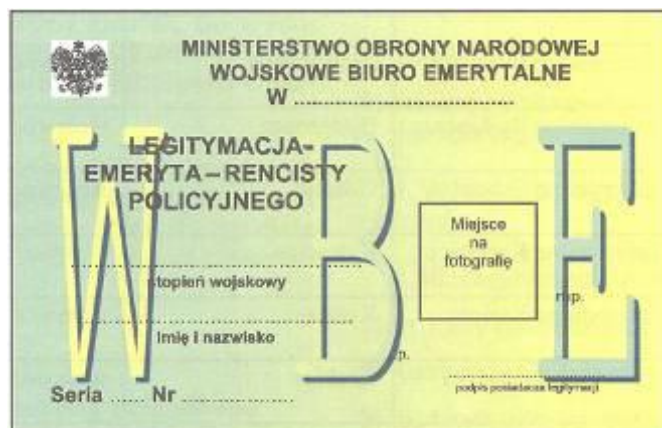 MINISTERSTWO OBRONY NARODOWEJ
WOJSKOWE BIURO EMERYTALNE
W ........................................
LEGITYMACJA-
EMERYTA – RENCISTY
POLICYJNEGO
W B E
Miejsce
na
fotografię
stopień wojskowy
m.p.
Imię i nazwisko
p.
Seria ...... Nr ....................
podpis posiadacza legitymacji